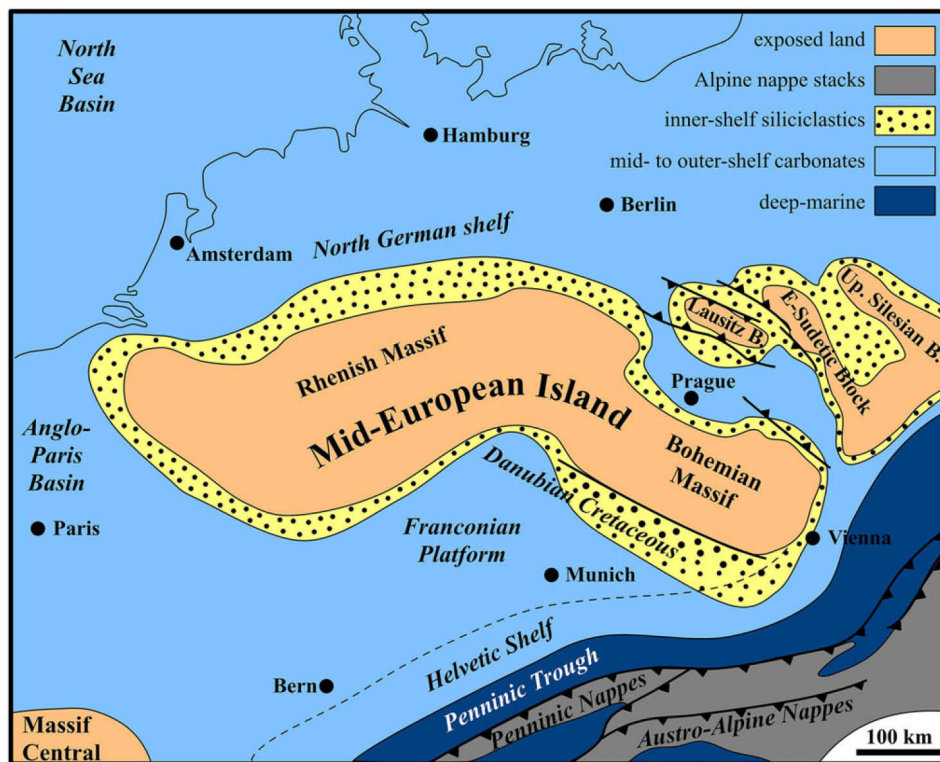 North
Sea
Basin
exposed land
Alpine nappe stacks
inner-shelf siliciclastics
mid- to outer-shelf carbonates
deep-marine
Hamburg
Berlin
Amsterdam
North German shelf
Lausitz B.
E-Sudetic Block
Up. Silesian B.
Rhenish Massif
Mid-European Island
Prague
Bohemian
Massif
Anglo-
Paris
Basin
Paris
Danubian Cretaceous
Franconian
Platform
Vienna
Munich
Helvetic Shelf
Bern
Penninic Trough
Penninic Nappes
Austro-Alpine Nappes
Massif
Central
100 km